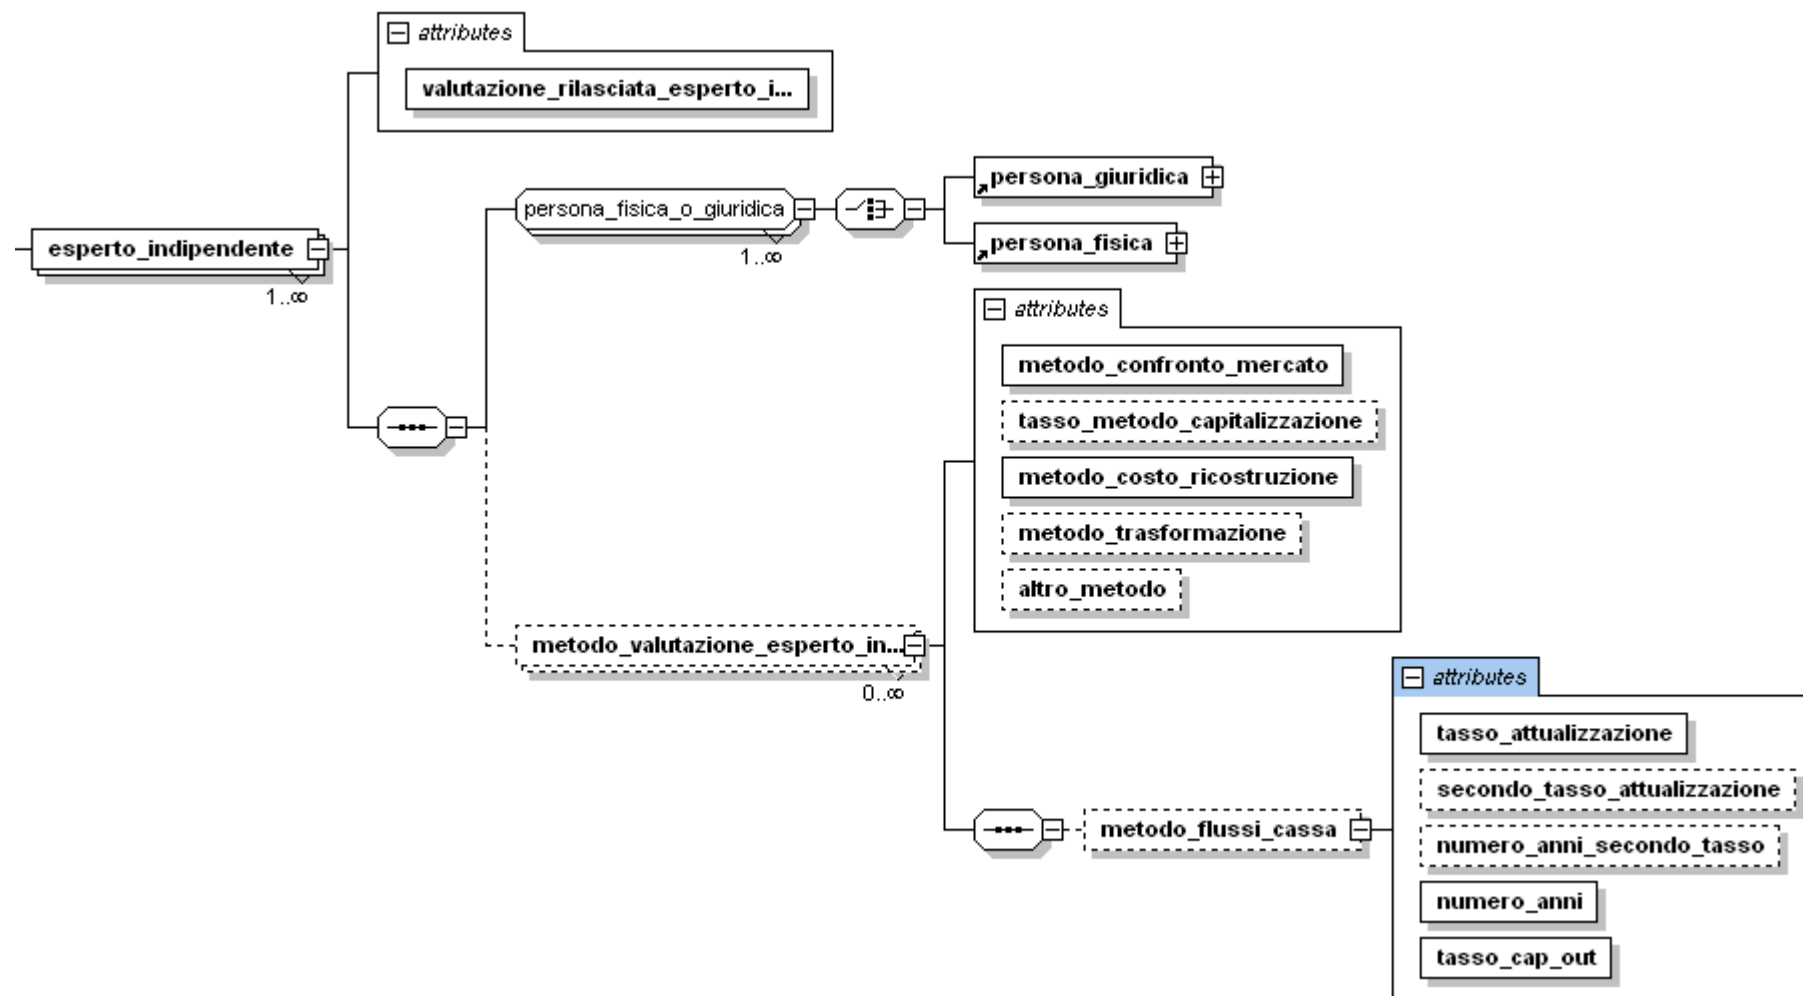 attributes
valutazione_rilasciata_esperto_i...
persona_giuridica
persona_fisica_o_giuridica
persona_fisica
esperto_indipendente
1..∞
1..∞
attributes
metodo_confronto_mercato
tasso_metodo_capitalizzazione
metodo_costo_ricostruzione
metodo_trasformazione
altro_metodo
metodo_valutazione_esperto_in...
0..∞
attributes
tasso_attualizzazione
secondo_tasso_attualizzazione
metodo_flussi_cassa
numero_anni_secondo_tasso
numero_anni
tasso_cap_out